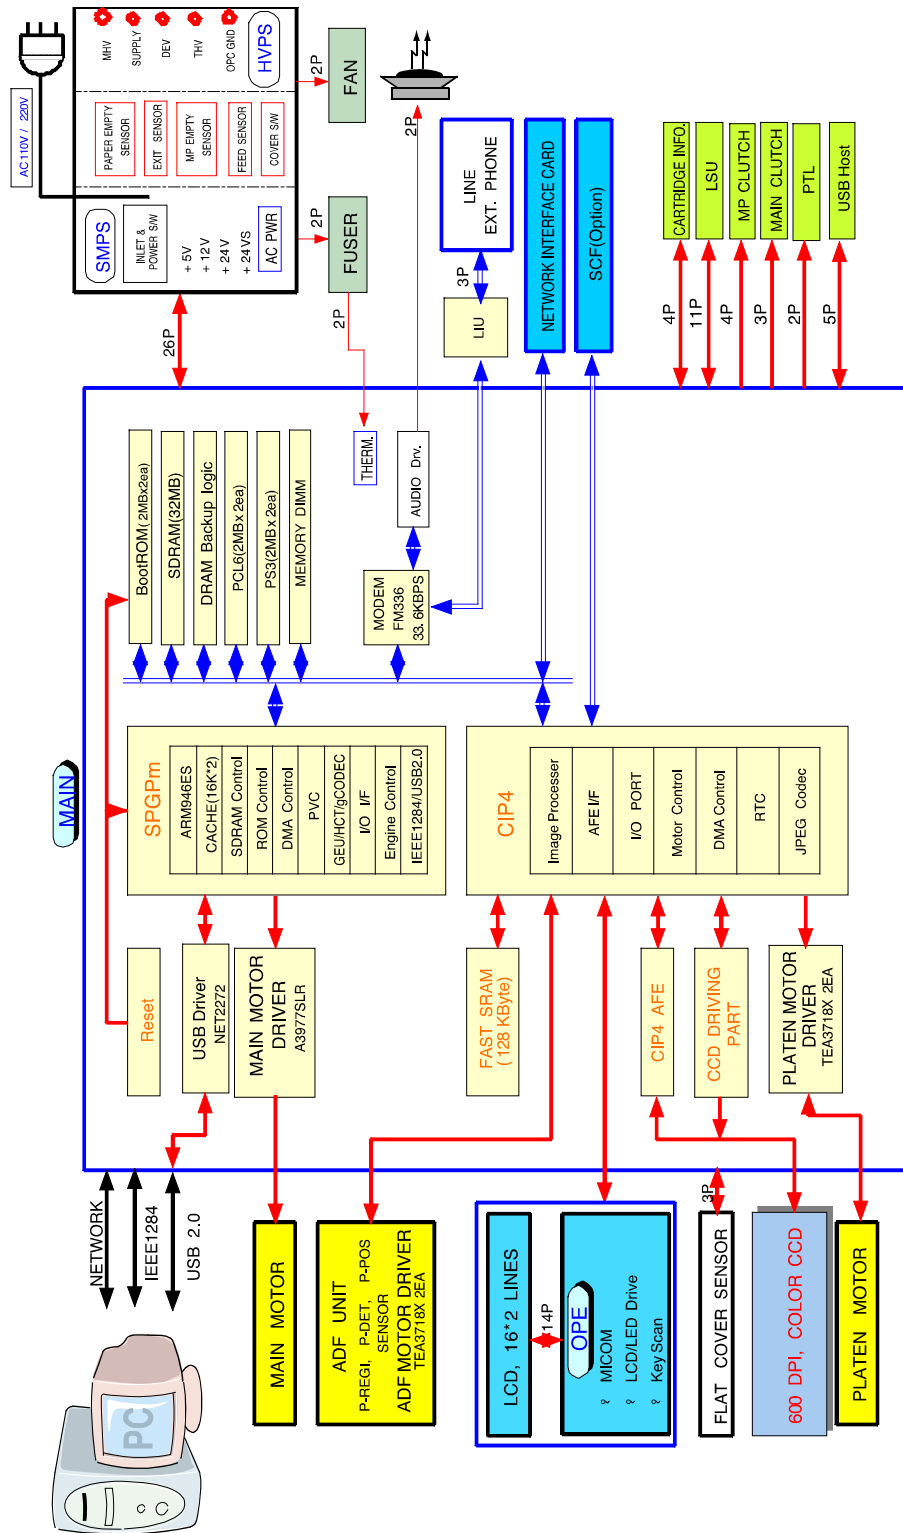 MAIN
PC
NETWORK
IEEE1284
USB 2.0
MAIN MOTOR
ADF UNIT
P-REGI, P-DET, P-POS
SENSOR
ADF MOTOR DRIVER
TEA3718X 2EA
LCD, 16*2 LINES
14P
OPE
MICOM
LCD/LED Drive
Key Scan
FLAT COVER SENSOR
3P
600 DPI, COLOR CCD
PLATEN MOTOR
Reset
USB Driver
NET2272
MAIN MOTOR
DRIVER
A3977SLR
FAST SRAM
(128 KByte)
CIP4 AFE
CCD DRIVING
PART
PLATEN MOTOR
DRIVER
TEA3718X 2EA
SPGPm
ARM946ES
CACHE(16K*2)
SDRAM Control
ROM Control
DMA Control
PVC
GEU/HCT/gCODEC
I/O I/F
Engine Control
IEEE1284/USB2.0
CIP4
Image Processer
AFE I/F
I/O PORT
Motor Control
DMA Control
RTC
JPEG Codec
BootROM(2MBx2ea)
SDRAM(32MB)
DRAM Backup logic
PCL6(2MBx2ea)
PS3(2MBx2ea)
MEMORY DIMM
MODEM
FM336
33.6KBPS
AUDIO Drv.
THERM.
LIU
3P
LINE
EXT. PHONE
NETWORK INTERFACE CARD
SCF(Option)
26P
AC 110V / 220V
SMPS
INLET &
POWER S/W
+ 5V
+ 12V
+ 24V
+ 24VS
AC PWR
PAPER EMPTY
SENSOR
EXIT SENSOR
MP EMPTY
SENSOR
FEED SENSOR
COVER S/W
MHV
SUPPLY
DEV
THV
OPC GND
HVPS
2P
FAN
2P
FUSER
2P
2P
4P
CARTRIDGE INFO.
11P
LSU
4P
MP CLUTCH
3P
MAIN CLUTCH
2P
PTL
5P
USB Host